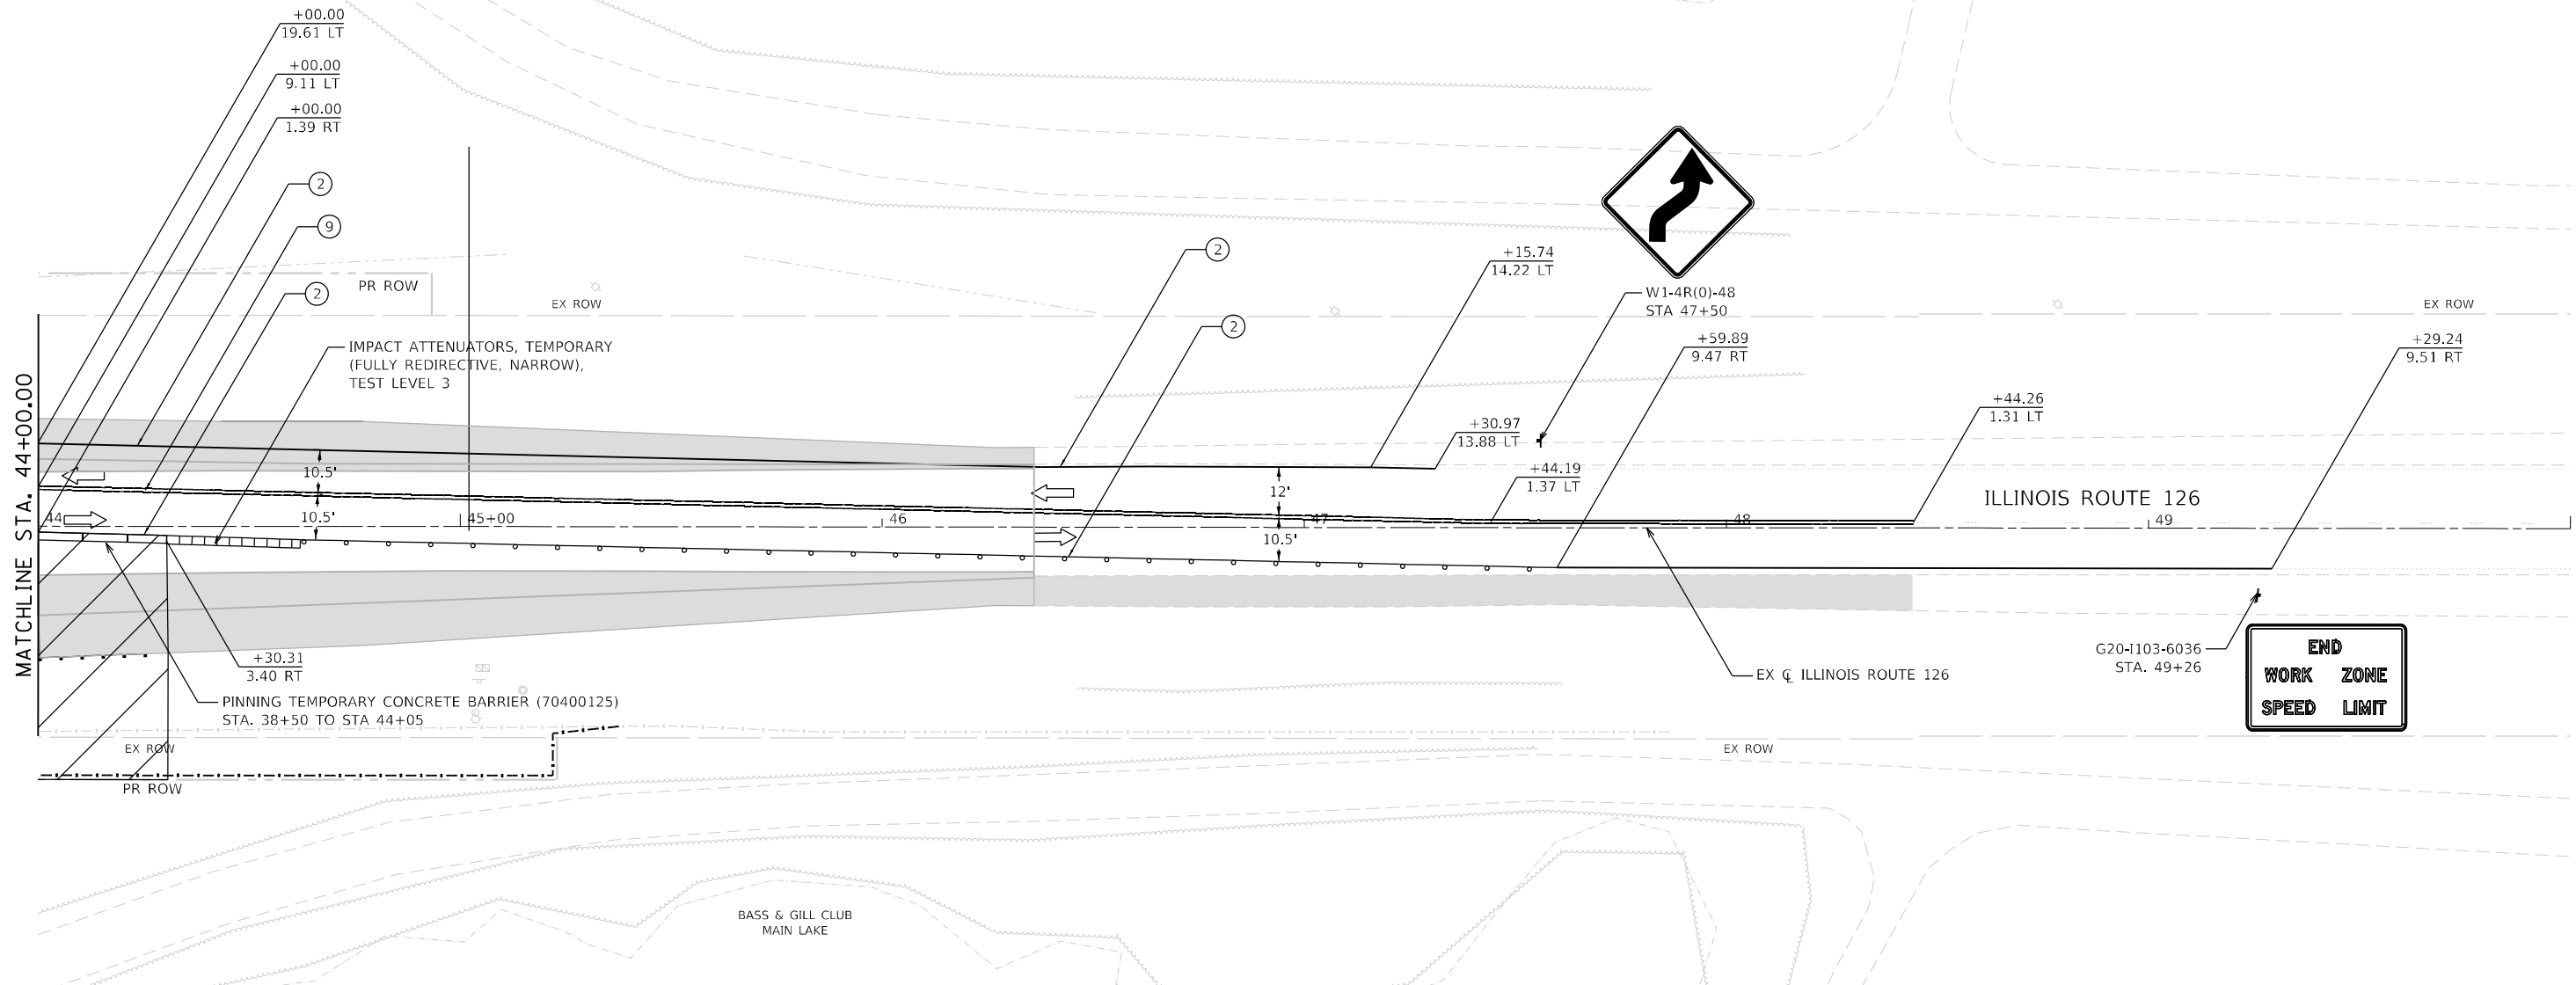 +00.00
19.61 LT
+00.00
9.11 LT
+00.00
1.39 RT
2
9
2
2
2
+15.74
14.22 LT
W1-4R(0)-48
STA 47+50
+59.89
9.47 RT
+29.24
9.51 RT
PR ROW
EX ROW
EX ROW
IMPACT ATTENUATORS, TEMPORARY
(FULLY REDIRECTIVE, NARROW),
TEST LEVEL 3
MATCHLINE STA. 44+00.00
+30.97
13.88 LT
+44.19
1.37 LT
+44.26
1.31 LT
10.5'
10.5'
12'
10.5'
ILLINOIS ROUTE 126
44
45+00
46
47
48
49
+30.31
3.40 RT
PINNING TEMPORARY CONCRETE BARRIER (70400125)
STA. 38+50 TO STA 44+05
EX ℄ ILLINOIS ROUTE 126
G20-I103-6036
STA. 49+26
END
WORK ZONE
SPEED LIMIT
EX ROW
EX ROW
PR ROW
BASS & GILL CLUB
MAIN LAKE